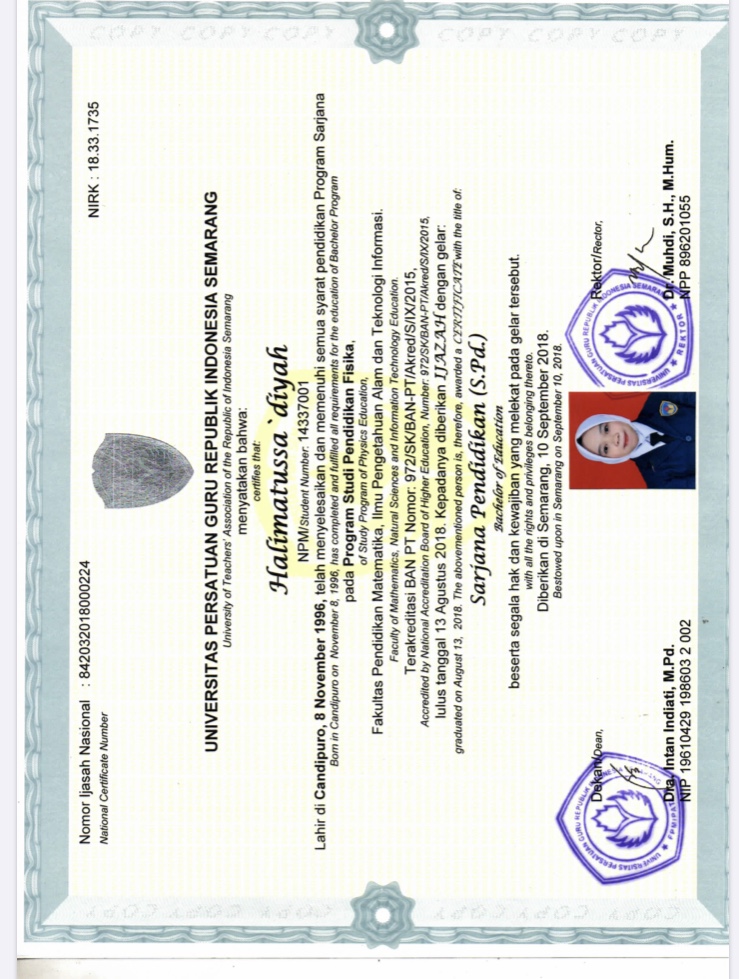 COPY COPY COPY COPY
Nomor Ijasah Nasional : 842032018000224
National Certificate Number
NIRK : 18.33.1735
UNIVERSITAS PERSATUAN GURU REPUBLIK INDONESIA SEMARANG
University of Teachers' Association of the Republic of Indonesia Semarang
menyatakan bahwa:
certifies that:
Halimatussa`diyah
NPM/Student Number: 14337001
Lahir di Candipuro, 8 November 1996, telah menyelesaikan dan memenuhi semua syarat pendidikan Program Sarjana
Born in Candipuro on November 8, 1996, has completed and fulfilled all requirements for the education of Bachelor Program
pada Program Studi Pendidikan Fisika,
of Study Program of Physics Education,
Fakultas Pendidikan Matematika, Ilmu Pengetahuan Alam dan Teknologi Informasi.
Faculty of Mathematics, Natural Sciences and Information Technology Education.
Terakreditasi BAN PT Nomor: 972/SK/BAN-PT/Akred/S/IX/2015,
Accredited by National Accreditation Board of Higher Education, Number: 972/SK/BAN-PT/Akred/S/IX/2015,
lulus tanggal 13 Agustus 2018. Kepadanya diberikan IJAZAH dengan gelar:
graduated on August 13, 2018. The abovementioned person is, therefore, awarded a CERTIFICATE with the title of:
Sarjana Pendidikan (S.Pd.)
Bachelor of Education
beserta segala hak dan kewajiban yang melekat pada gelar tersebut.
with all the rights and privileges belonging thereto.
Diberikan di Semarang, 10 September 2018.
Bestowed upon in Semarang on September 10, 2018.
Dekan/Dean,
Rektor/Rector,
UNIVERSITAS PERSATUAN GURU REPUBLIK INDONESIA
FPMIPATI
UNIVERSITAS PERSATUAN GURU REPUBLIK INDONESIA SEMARANG
REKTOR
Dra. Intan Indiati, M.Pd.
NIP 19610429 198603 2 002
Dr. Muhdi, S.H., M.Hum.
NPP 896201055
COPY COPY COPY COPY